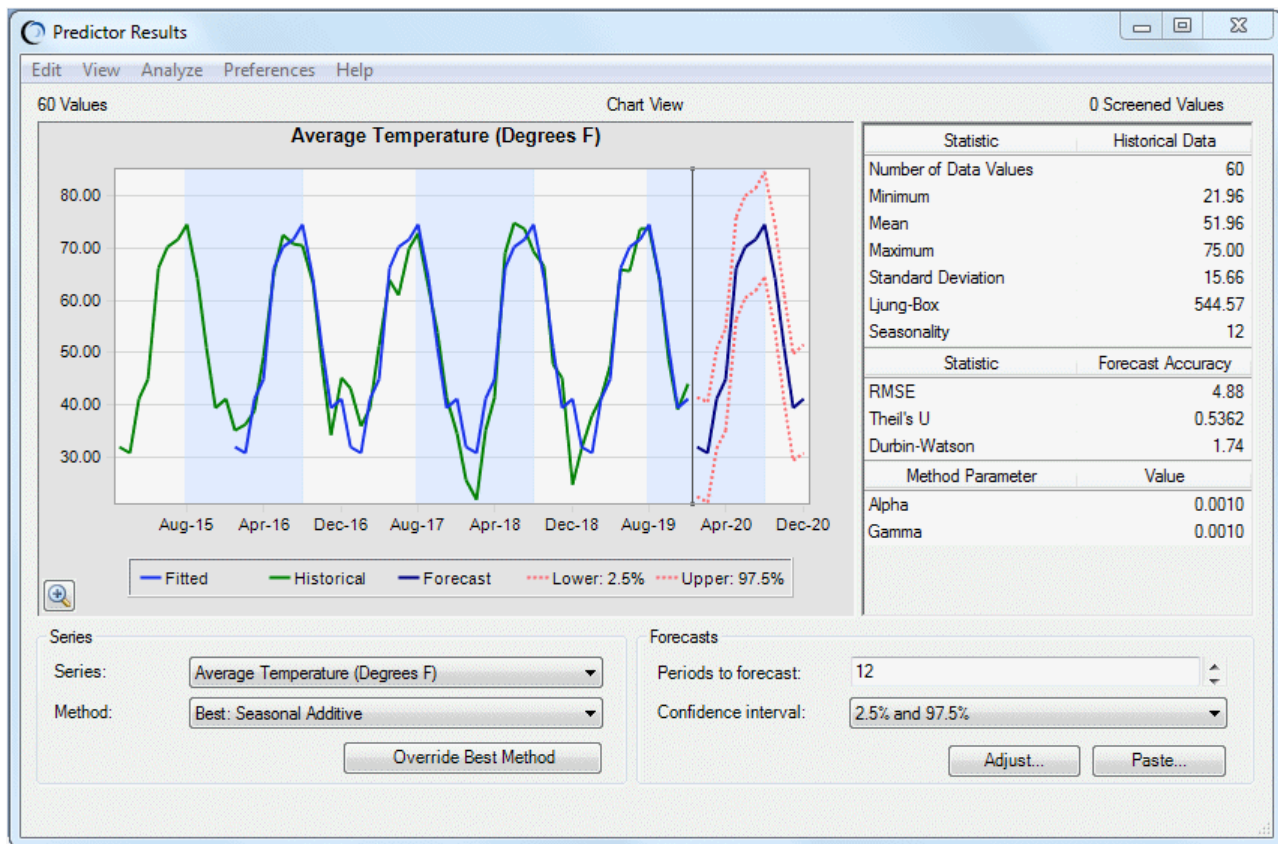 Predictor Results
Edit View Analyze Preferences Help
60 Values Chart View 0 Screened Values
Average Temperature (Degrees F)
80.00
70.00
60.00
50.00
40.00
30.00
Aug-15 Apr-16 Dec-16 Aug-17 Apr-18 Dec-18 Aug-19 Apr-20 Dec-20
Fitted Historical Forecast Lower: 2.5% Upper: 97.5%
Statistic Historical Data
Number of Data Values 60
Minimum 21.96
Mean 51.96
Maximum 75.00
Standard Deviation 15.66
Ljung-Box 544.57
Seasonality 12
Statistic Forecast Accuracy
RMSE 4.88
Theil's U 0.5362
Durbin-Watson 1.74
Method Parameter Value
Alpha 0.0010
Gamma 0.0010
Series
Series: Average Temperature (Degrees F)
Method: Best: Seasonal Additive
Override Best Method
Forecasts
Periods to forecast: 12
Confidence interval: 2.5% and 97.5%
Adjust... Paste...